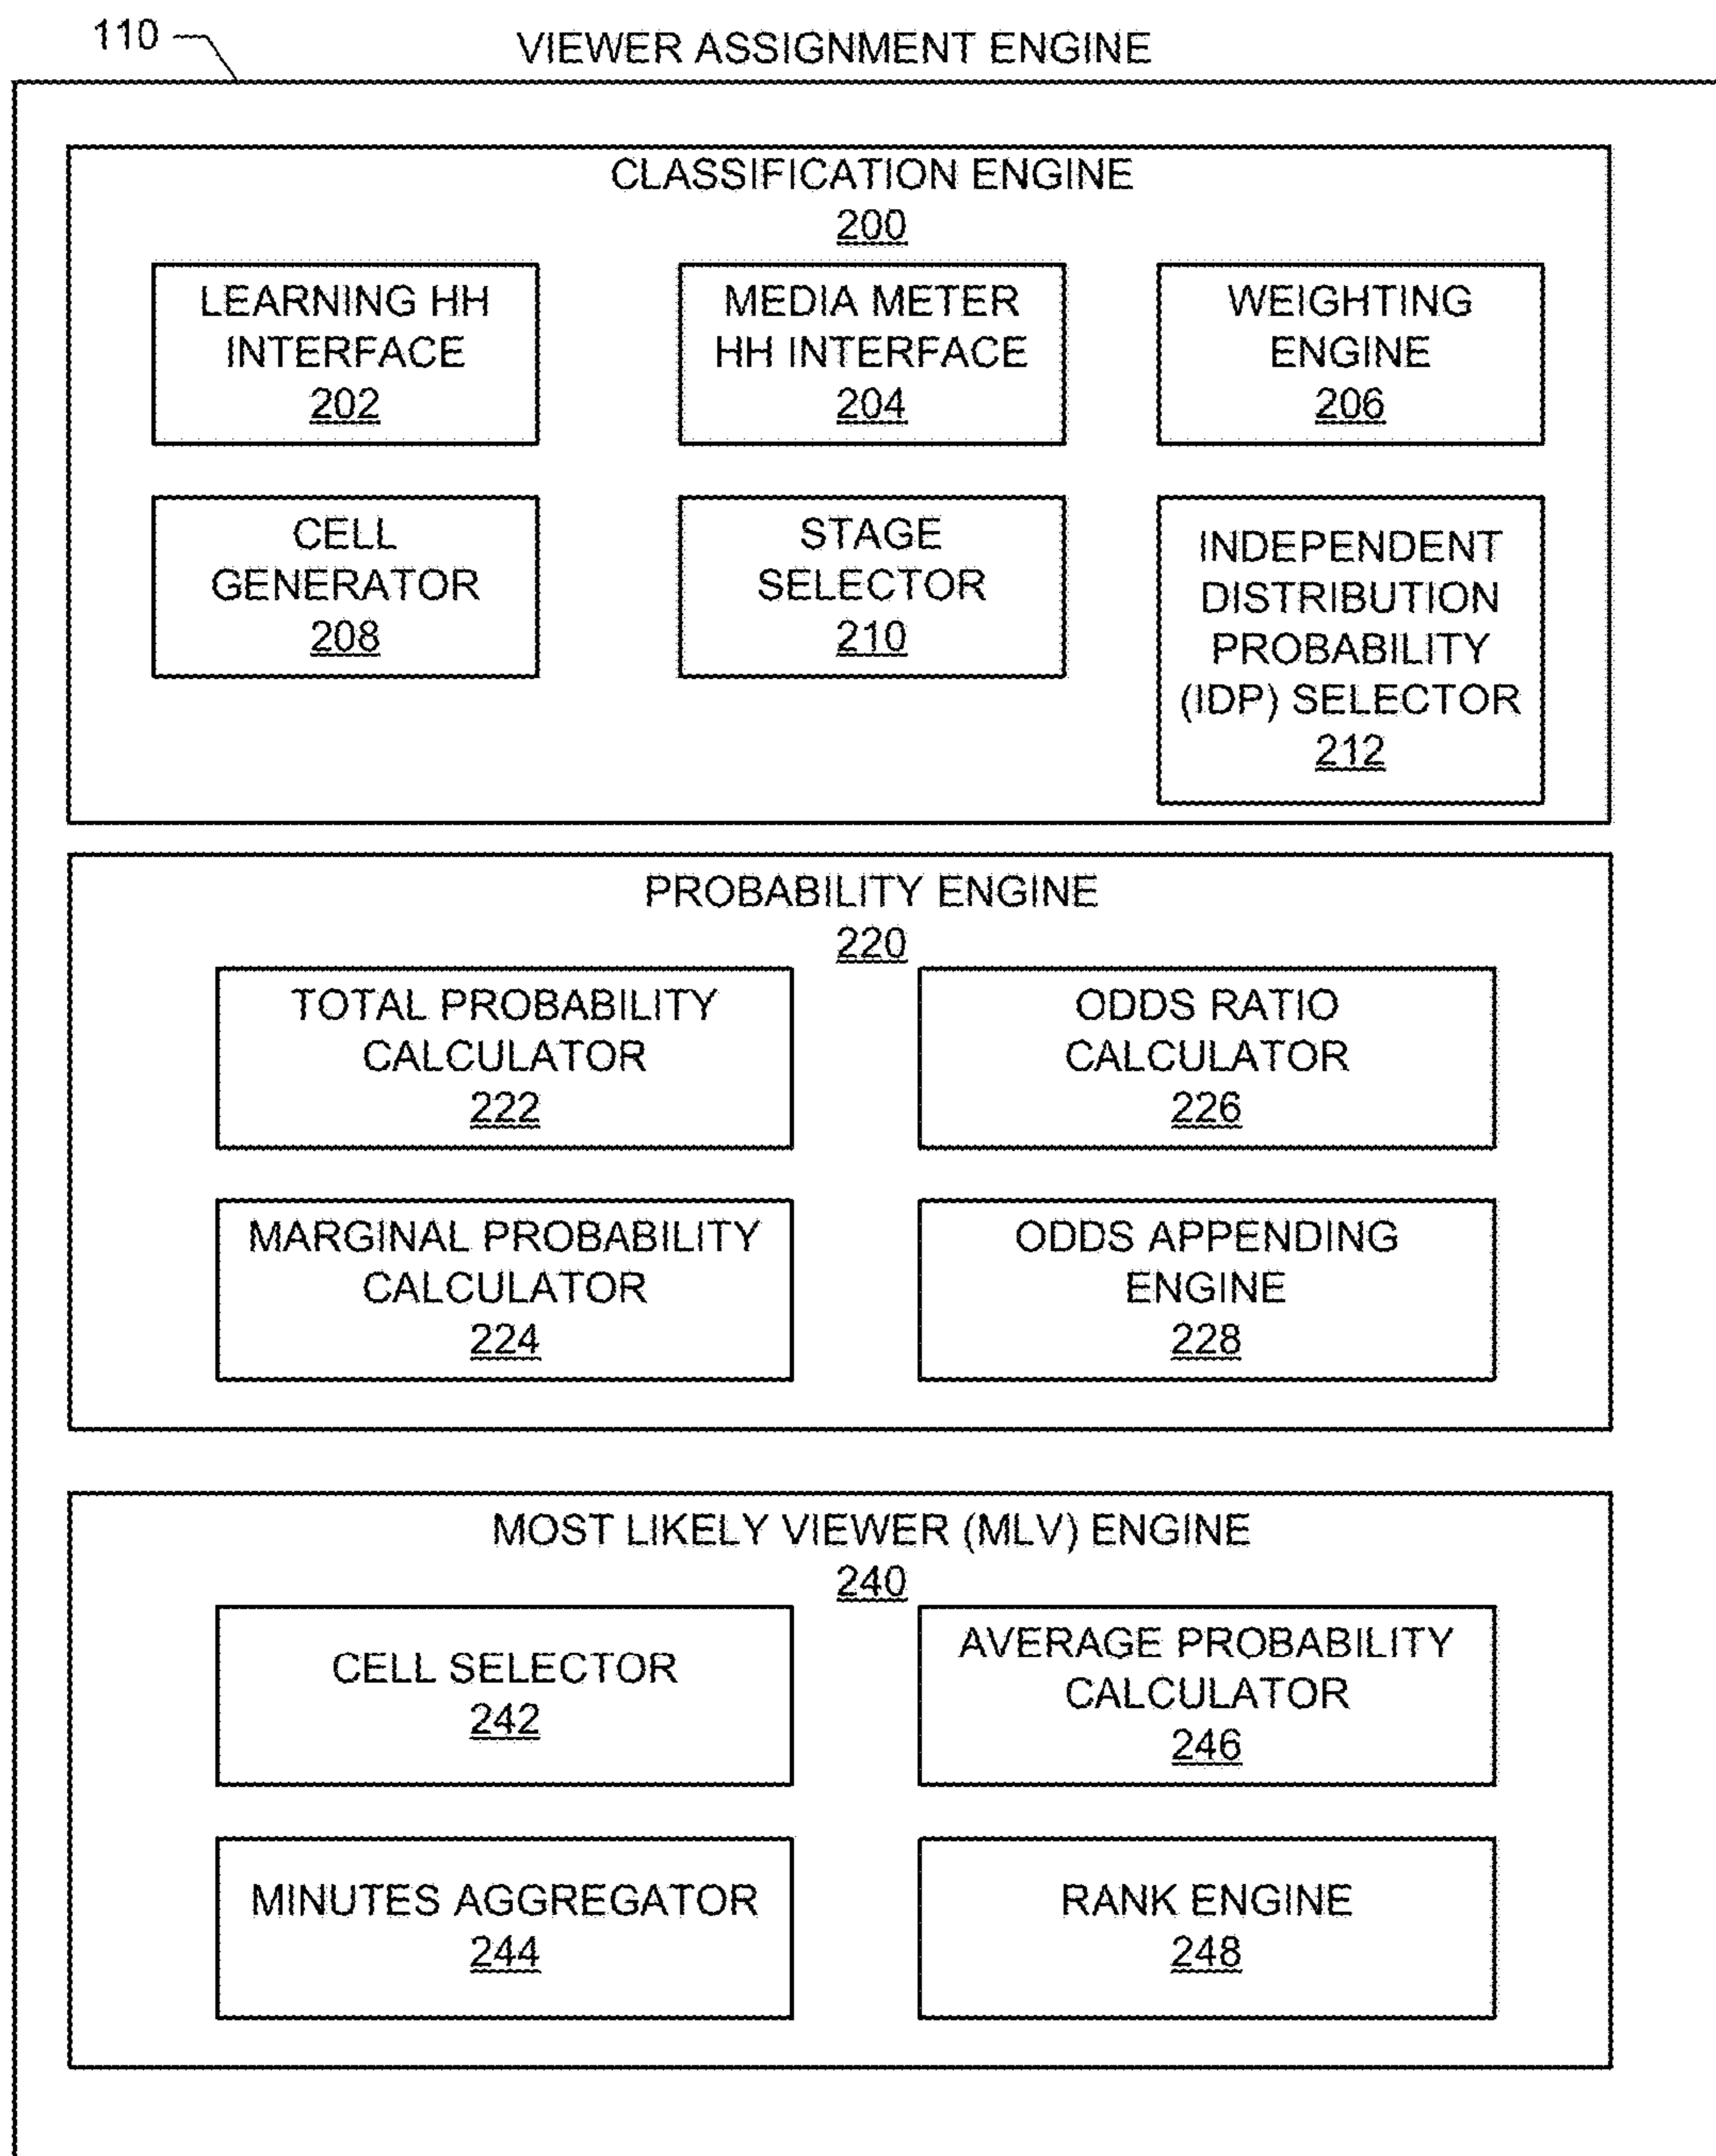 110
VIEWER ASSIGNMENT ENGINE
CLASSIFICATION ENGINE
200
LEARNING HH
INTERFACE
202
MEDIA METER
HH INTERFACE
204
WEIGHTING
ENGINE
206
CELL
GENERATOR
208
STAGE
SELECTOR
210
INDEPENDENT
DISTRIBUTION
PROBABILITY
(IDP) SELECTOR
212
PROBABILITY ENGINE
220
TOTAL PROBABILITY
CALCULATOR
222
ODDS RATIO
CALCULATOR
226
MARGINAL PROBABILITY
CALCULATOR
224
ODDS APPENDING
ENGINE
228
MOST LIKELY VIEWER (MLV) ENGINE
240
CELL SELECTOR
242
AVERAGE PROBABILITY
CALCULATOR
246
MINUTES AGGREGATOR
244
RANK ENGINE
248